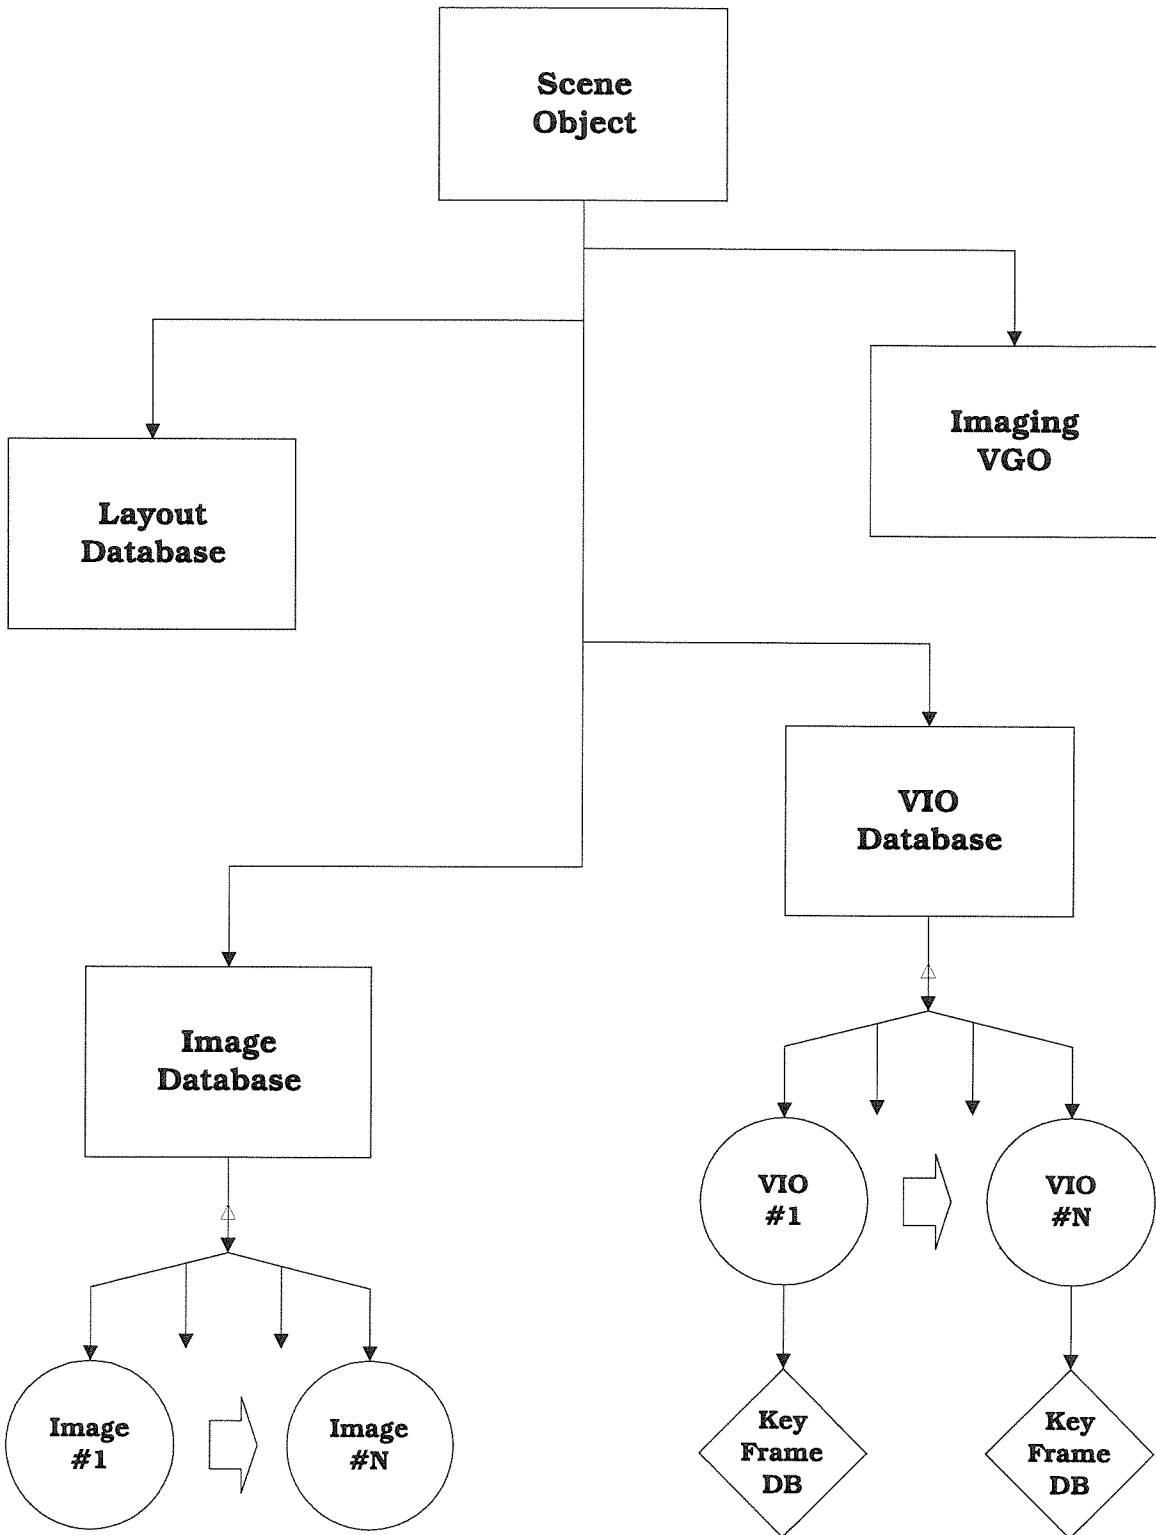 Scene
Object
Imaging
VGO
Layout
Database
VIO
Database
Image
Database
VIO
#1
VIO
#N
Image
#1
Image
#N
Key
Frame
DB
Key
Frame
DB